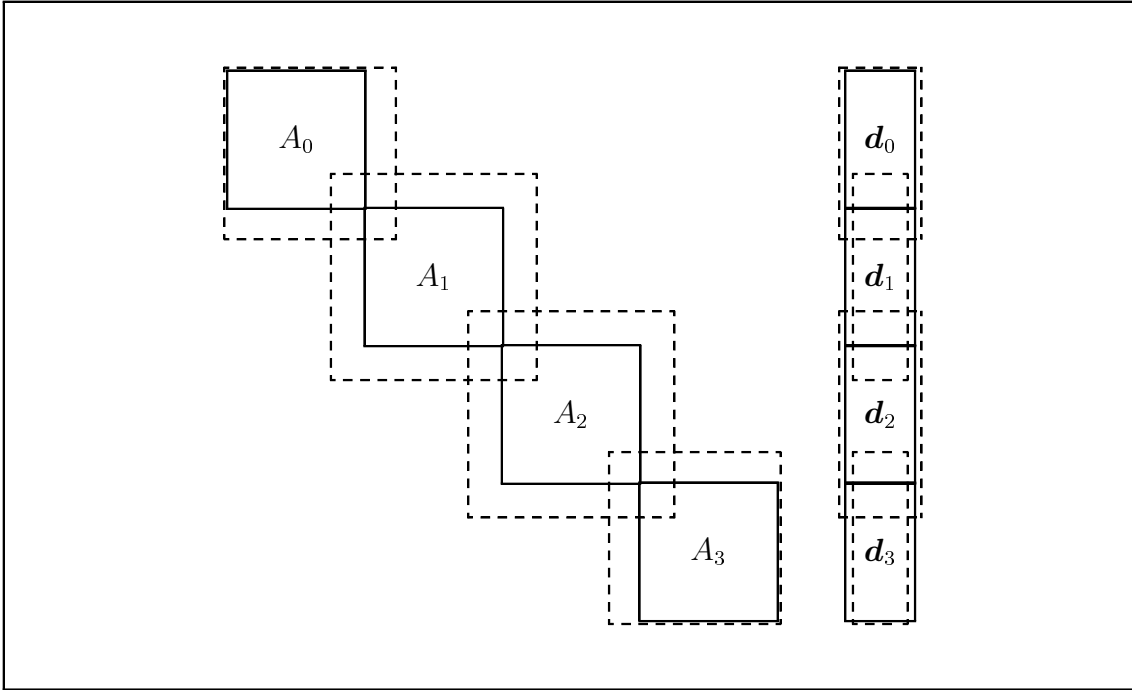 A₀ d₀
A₁ d₁
A₂ d₂
A₃ d₃